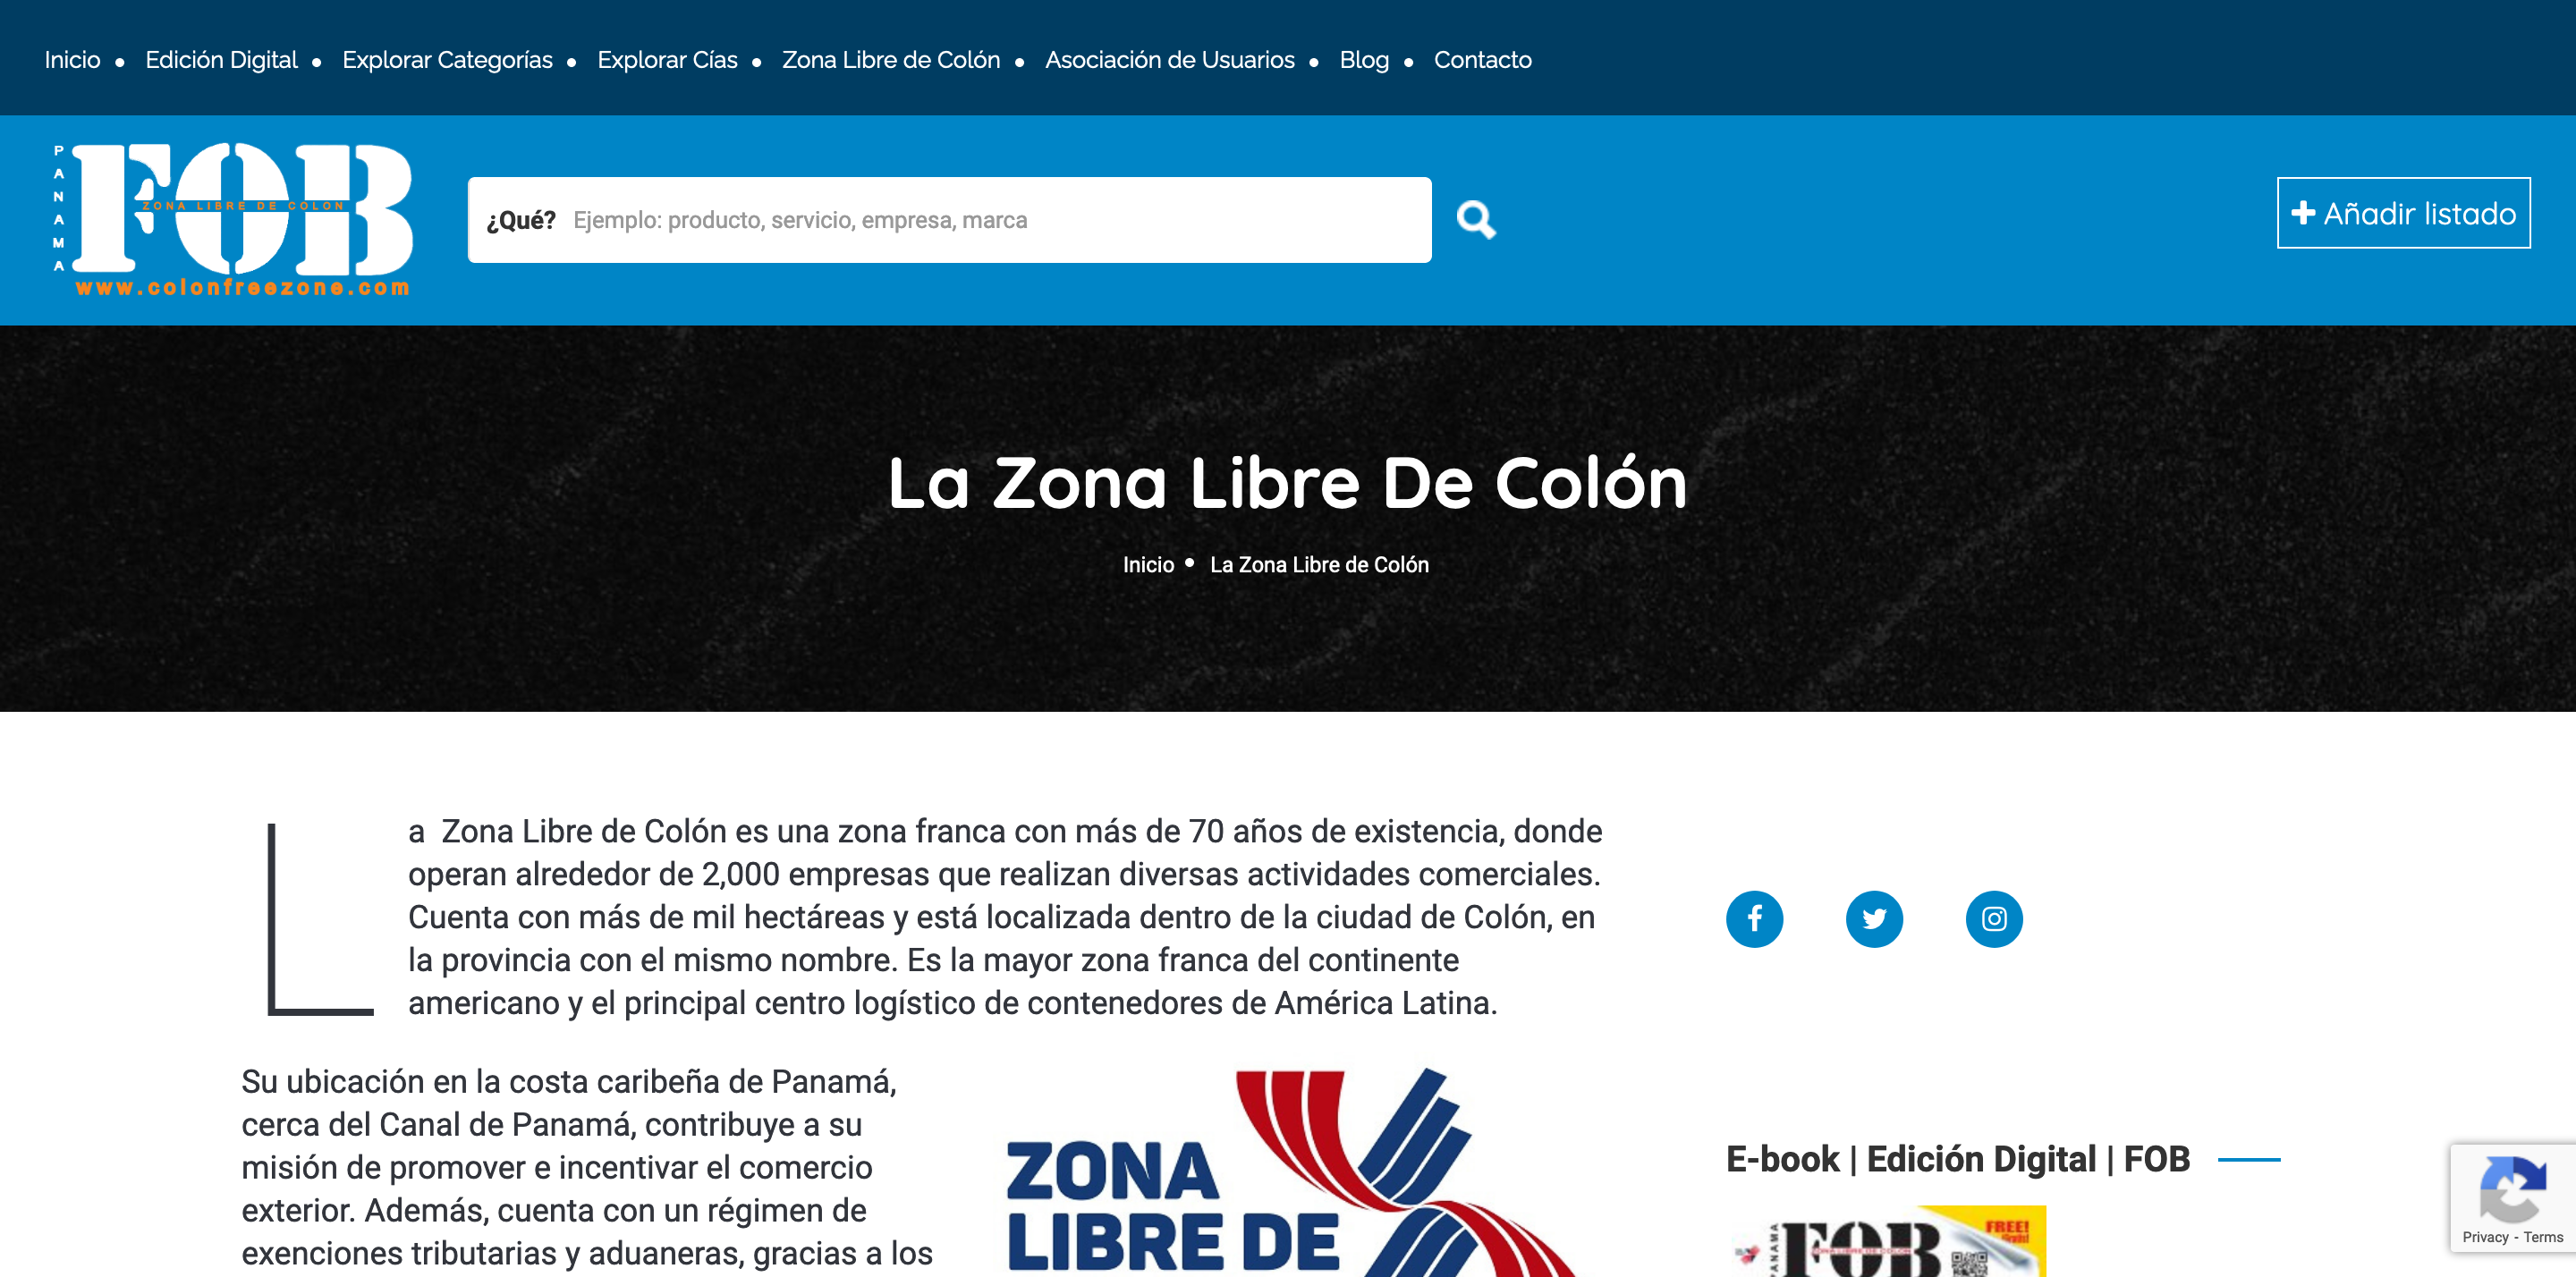 Inicio • Edición Digital • Explorar Categorías • Explorar Cías • Zona Libre de Colón • Asociación de Usuarios • Blog • Contacto
PANAMA
FOB
ZONA LIBRE DE COLON
www.colonfreezone.com
¿Qué? Ejemplo: producto, servicio, empresa, marca
+ Añadir listado
La Zona Libre De Colón
Inicio • La Zona Libre de Colón
La Zona Libre de Colón es una zona franca con más de 70 años de existencia, donde
operan alrededor de 2,000 empresas que realizan diversas actividades comerciales.
Cuenta con más de mil hectáreas y está localizada dentro de la ciudad de Colón, en
la provincia con el mismo nombre. Es la mayor zona franca del continente
americano y el principal centro logístico de contenedores de América Latina.
Su ubicación en la costa caribeña de Panamá,
cerca del Canal de Panamá, contribuye a su
misión de promover e incentivar el comercio
exterior. Además, cuenta con un régimen de
exenciones tributarias y aduaneras, gracias a los
ZONA
LIBRE DE
E-book | Edición Digital | FOB
PANAMA
FOB
FREE!
Privacy - Terms